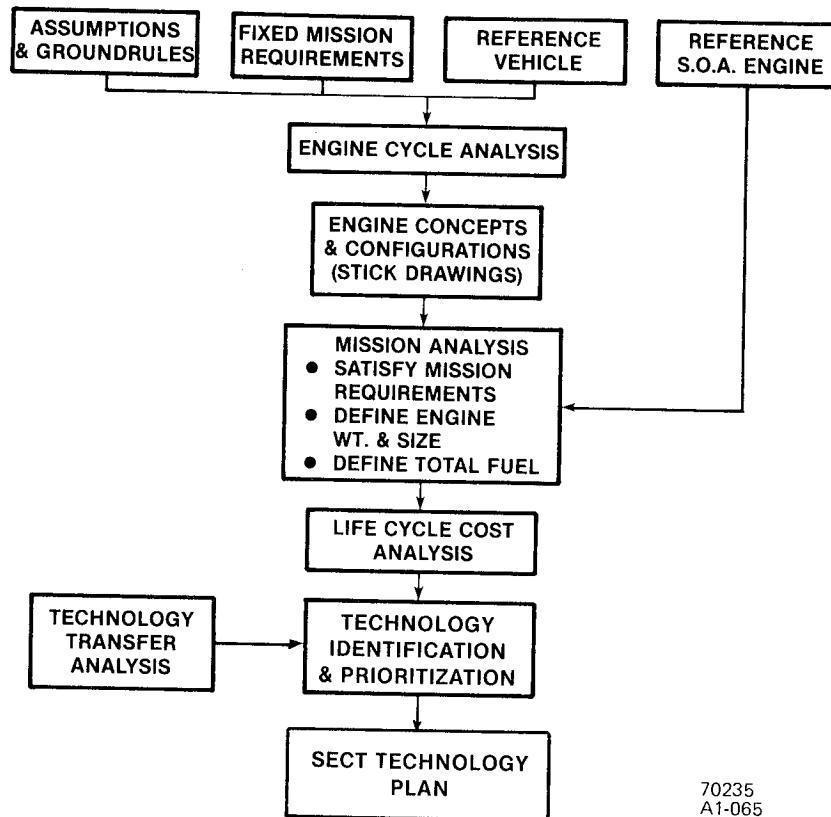 ASSUMPTIONS
& GROUNDRULES
FIXED MISSION
REQUIREMENTS
REFERENCE
VEHICLE
REFERENCE
S.O.A. ENGINE
ENGINE CYCLE ANALYSIS
ENGINE CONCEPTS
& CONFIGURATIONS
(STICK DRAWINGS)
MISSION ANALYSIS
● SATISFY MISSION
REQUIREMENTS
● DEFINE ENGINE
WT. & SIZE
● DEFINE TOTAL FUEL
LIFE CYCLE COST
ANALYSIS
TECHNOLOGY
TRANSFER
ANALYSIS
TECHNOLOGY
IDENTIFICATION
& PRIORITIZATION
SECT TECHNOLOGY
PLAN
70235
A1-065